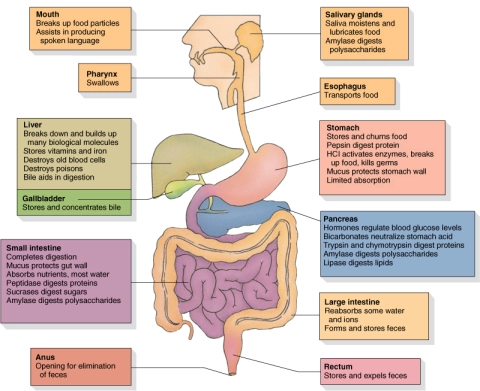 Mouth
Breaks up food particles
Assists in producing
spoken language
Salivary glands
Saliva moistens and
lubricates food
Amylase digests
polysaccharides
Pharynx
Swallows
Esophagus
Transports food
Liver
Breaks down and builds up
many biological molecules
Stores vitamins and iron
Destroys old blood cells
Destroys poisons
Bile aids in digestion
Gallbladder
Stores and concentrates bile
Stomach
Stores and churns food
Pepsin digest protein
HCl activates enzymes, breaks
up food, kills germs
Mucus protects stomach wall
Limited absorption
Pancreas
Hormones regulate blood glucose levels
Bicarbonates neutralize stomach acid
Trypsin and chymotrypsin digest proteins
Amylase digests polysaccharides
Lipase digests lipids
Small intestine
Completes digestion
Mucus protects gut wall
Absorbs nutrients, most water
Peptidase digests proteins
Sucrases digest sugars
Amylase digests polysaccharides
Large intestine
Reabsorbs some water
and ions
Forms and stores feces
Anus
Opening for elimination
of feces
Rectum
Stores and expels feces